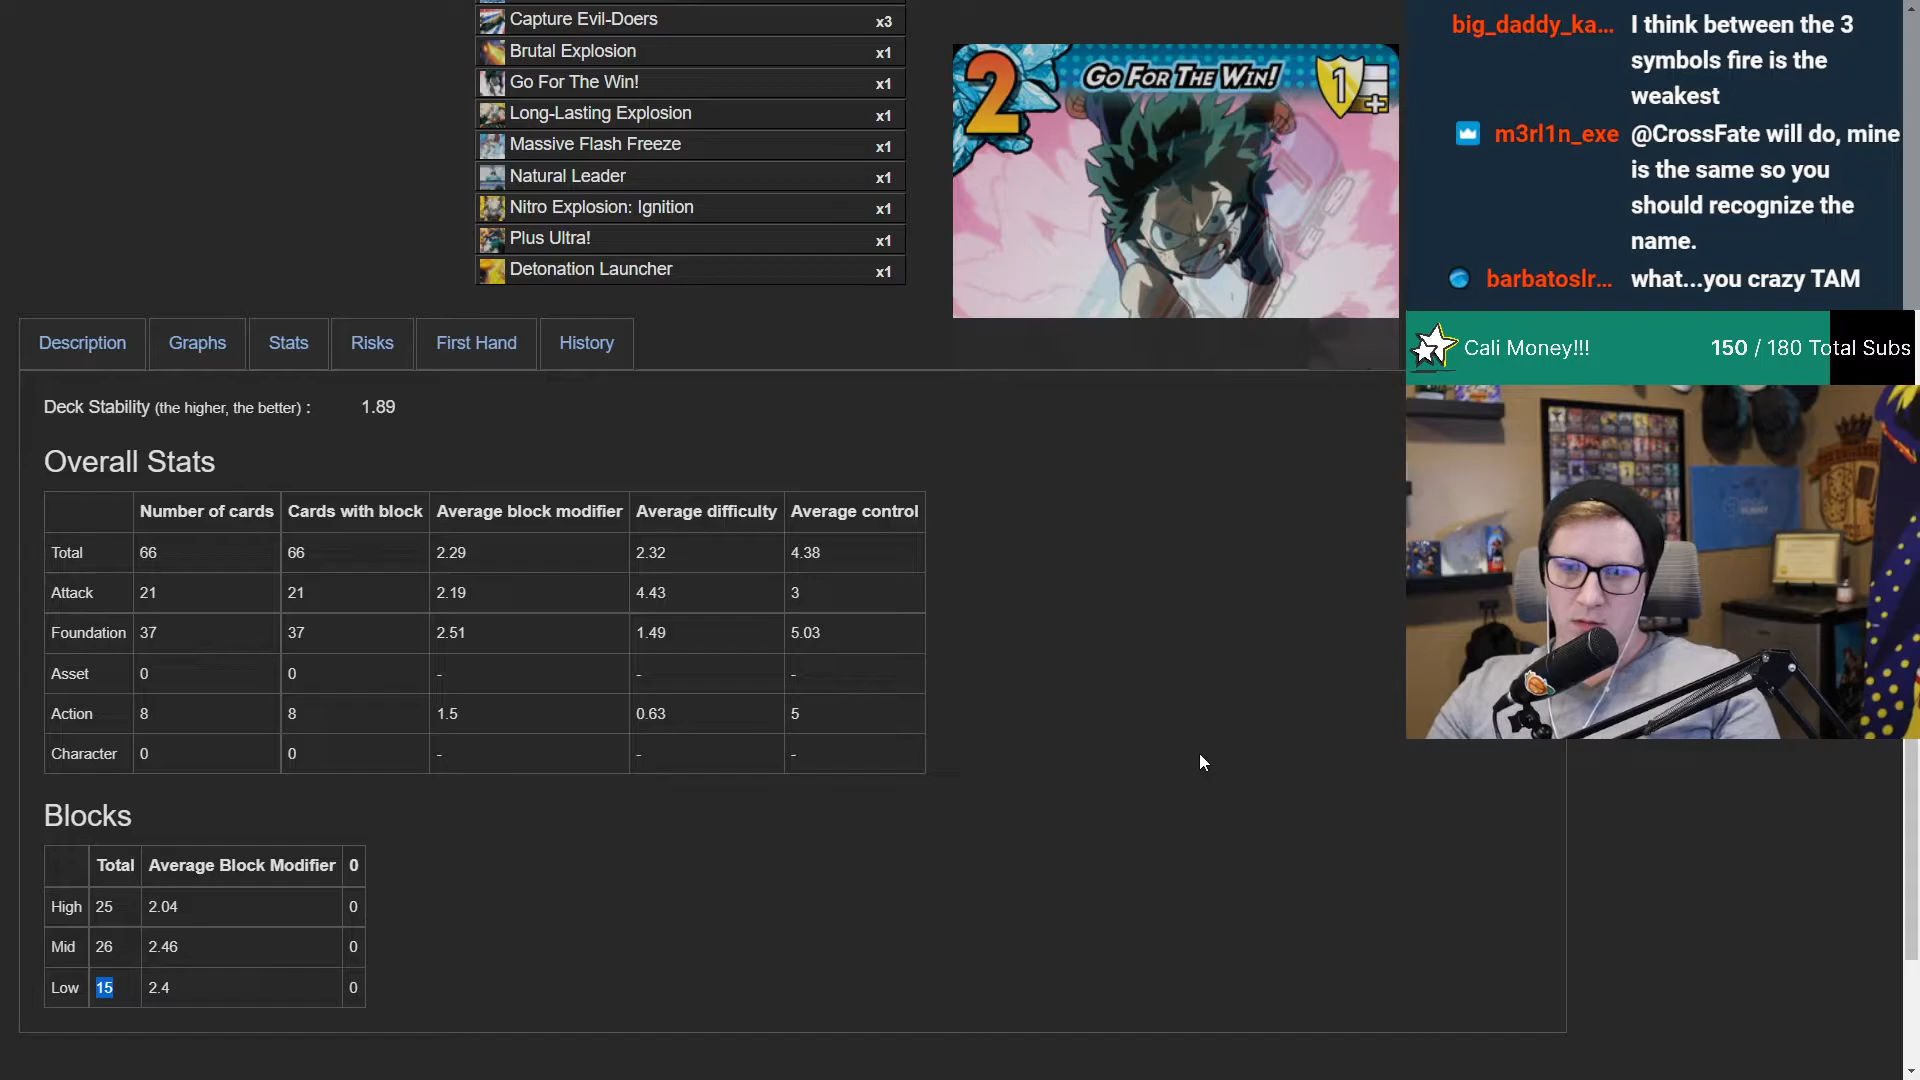 Capture Evil-Doers x3
Brutal Explosion x1
Go For The Win! x1
Long-Lasting Explosion x1
Massive Flash Freeze x1
Natural Leader x1
Nitro Explosion: Ignition x1
Plus Ultra! x1
Detonation Launcher x1
2 GO FOR THE WIN! 1 +
Description Graphs Stats Risks First Hand History
Deck Stability (the higher, the better) : 1.89
Overall Stats
Number of cards Cards with block Average block modifier Average difficulty Average control
Total 66 66 2.29 2.32 4.38
Attack 21 21 2.19 4.43 3
Foundation 37 37 2.51 1.49 5.03
Asset 0 0 - - -
Action 8 8 1.5 0.63 5
Character 0 0 - - -
Blocks
Total Average Block Modifier 0
High 25 2.04 0
Mid 26 2.46 0
Low 15 2.4 0
big_daddy_ka... I think between the 3
symbols fire is the
weakest
m3rl1n_exe @CrossFate will do, mine
is the same so you
should recognize the
name.
barbatoslr... what...you crazy TAM
Cali Money!!! 150 / 180 Total Subs